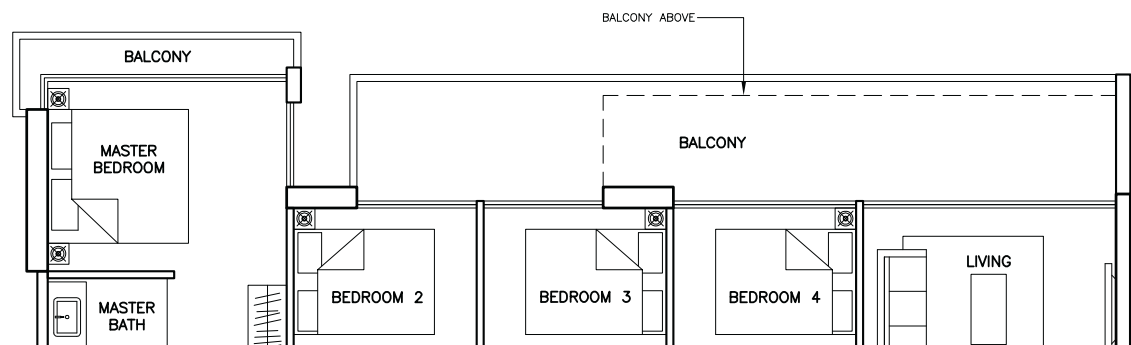 BALCONY ABOVE
BALCONY
BALCONY
MASTER
BEDROOM
LIVING
BEDROOM 2
BEDROOM 3
BEDROOM 4
MASTER
BATH